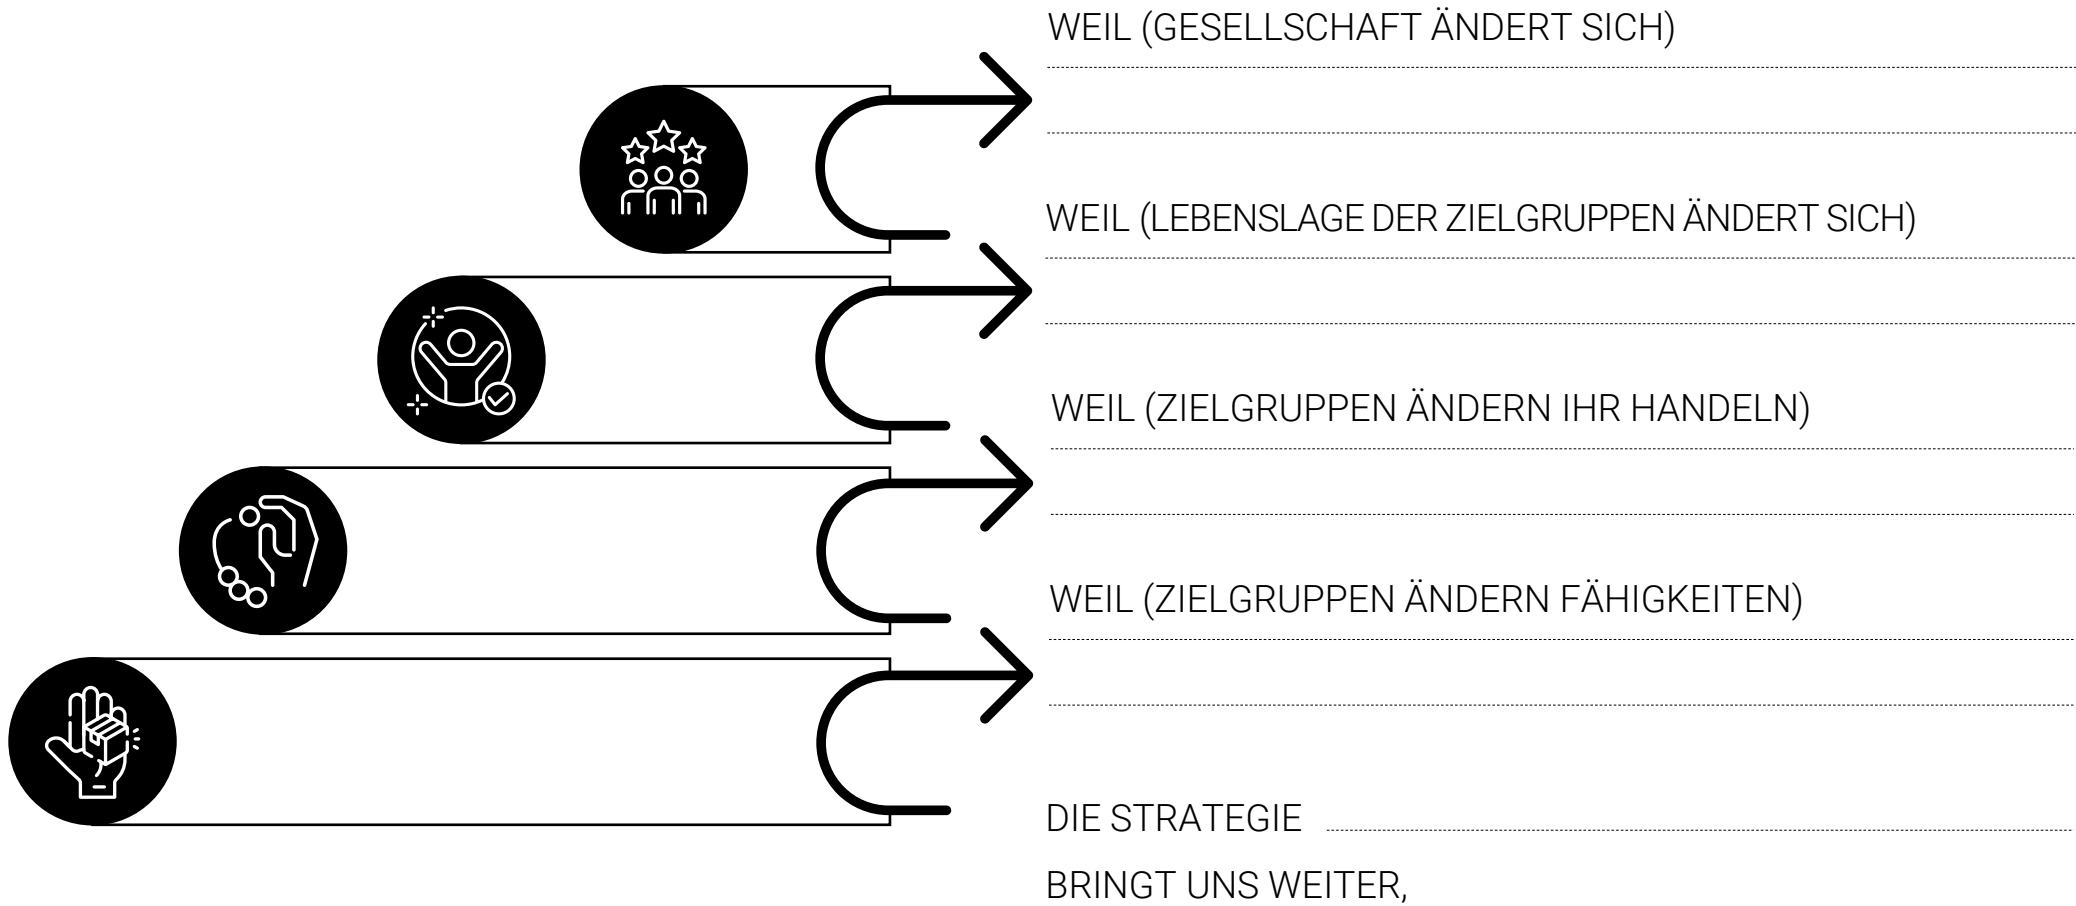 WEIL (GESELLSCHAFT ÄNDERT SICH)
WEIL (LEBENSLAGE DER ZIELGRUPPEN ÄNDERT SICH)
WEIL (ZIELGRUPPEN ÄNDERN IHR HANDELN)
WEIL (ZIELGRUPPEN ÄNDERN FÄHIGKEITEN)
DIE STRATEGIE
BRINGT UNS WEITER,